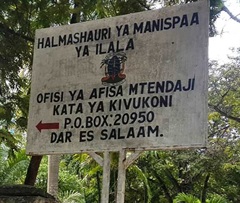 HALMASHAURI YA MANISPAA
YA ILALA
OFISI YA AFISA MTENDAJI
KATA YA KIVUKONI
P.O.BOX: 20950
DAR ES SALAAM.